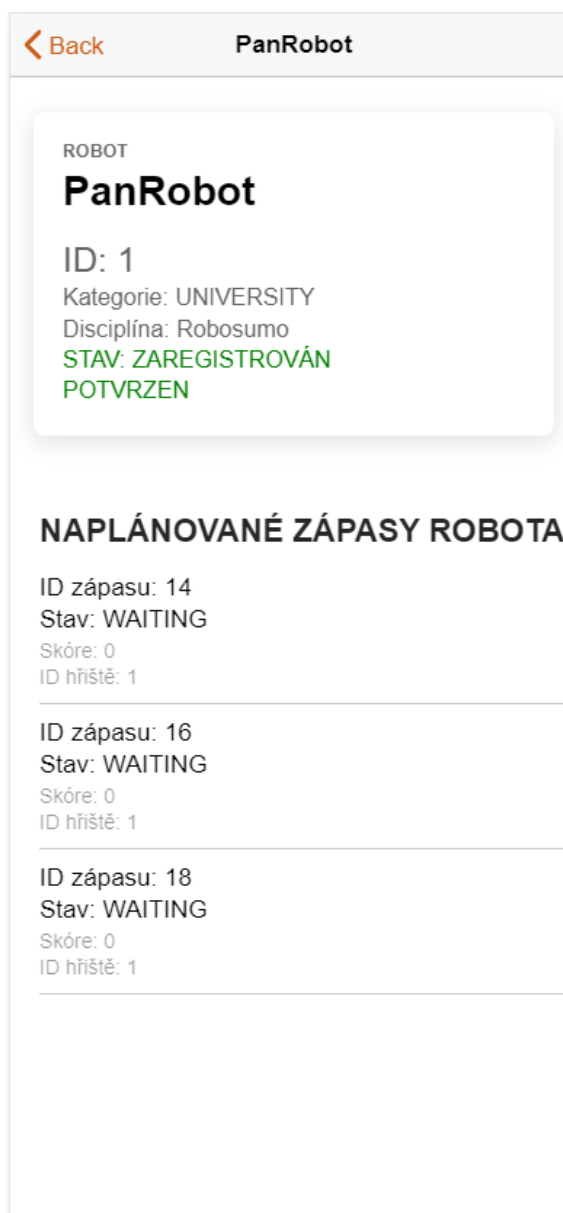 Back
PanRobot
ROBOT
PanRobot
ID: 1
Kategorie: UNIVERSITY
Disciplína: Robosumo
STAV: ZAREGISTROVÁN
POTVRZEN
NAPLÁNOVANÉ ZÁPASY ROBOTA
ID zápasu: 14
Stav: WAITING
Skóre: 0
ID hřiště: 1
ID zápasu: 16
Stav: WAITING
Skóre: 0
ID hřiště: 1
ID zápasu: 18
Stav: WAITING
Skóre: 0
ID hřiště: 1